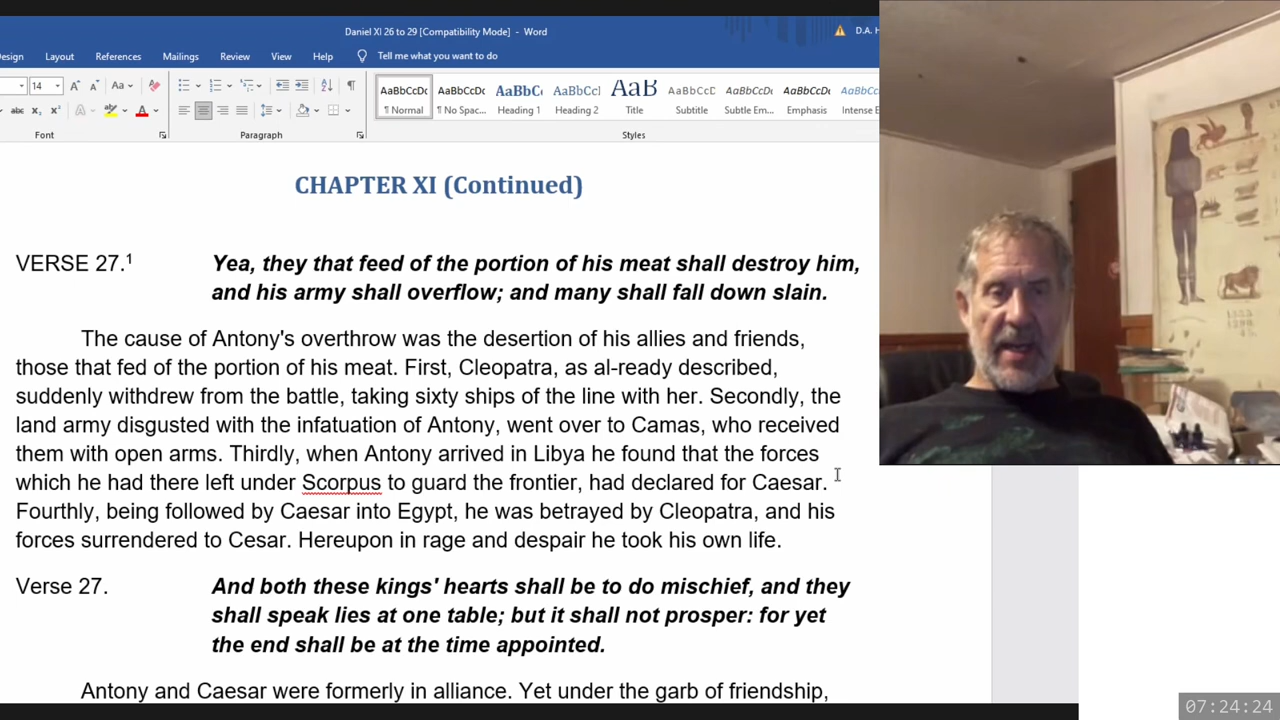 Daniel XI 26 to 29 [Compatibility Mode] - Word
D.A. H
esign Layout References Mailings Review View Help Tell me what you want to do
14
AaBbCcDc AaBbCcDc AaBbC AaBbCcl AaB AaBbCcD AaBbCcDc AaBbCcDc AaBbCcDc
¶ Normal ¶ No Spac... Heading 1 Heading 2 Title Subtitle Subtle Em... Emphasis Intense E
Font Paragraph Styles
CHAPTER XI (Continued)
VERSE 27.¹ Yea, they that feed of the portion of his meat shall destroy him,
and his army shall overflow; and many shall fall down slain.
The cause of Antony's overthrow was the desertion of his allies and friends,
those that fed of the portion of his meat. First, Cleopatra, as al-ready described,
suddenly withdrew from the battle, taking sixty ships of the line with her. Secondly, the
land army disgusted with the infatuation of Antony, went over to Camas, who received
them with open arms. Thirdly, when Antony arrived in Libya he found that the forces
which he had there left under Scorpus to guard the frontier, had declared for Caesar.
Fourthly, being followed by Caesar into Egypt, he was betrayed by Cleopatra, and his
forces surrendered to Cesar. Hereupon in rage and despair he took his own life.
Verse 27. And both these kings' hearts shall be to do mischief, and they
shall speak lies at one table; but it shall not prosper: for yet
the end shall be at the time appointed.
Antony and Caesar were formerly in alliance. Yet under the garb of friendship,
07:24:24